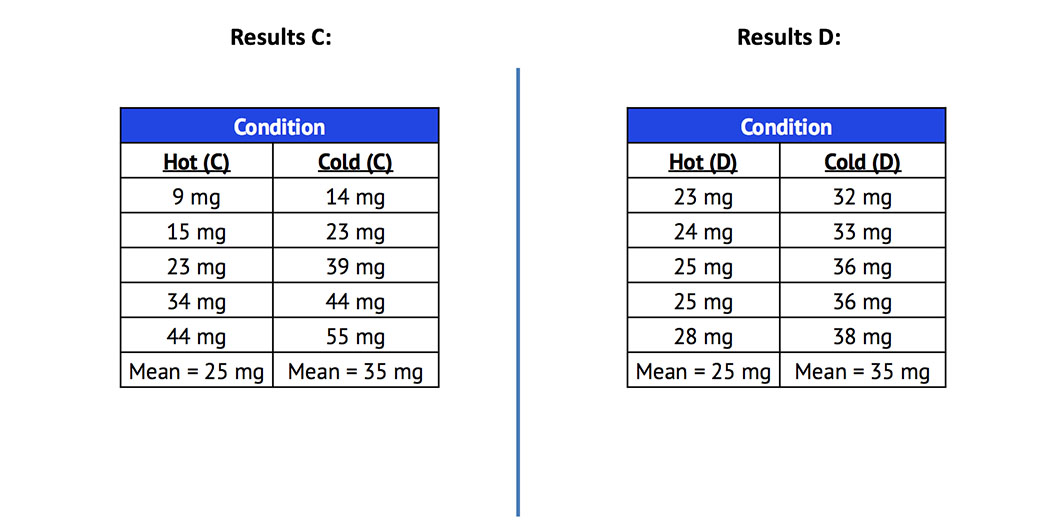 Results C:
Condition
Hot (C) Cold (C)
9 mg 14 mg
15 mg 23 mg
23 mg 39 mg
34 mg 44 mg
44 mg 55 mg
Mean = 25 mg Mean = 35 mg
Results D:
Condition
Hot (D) Cold (D)
23 mg 32 mg
24 mg 33 mg
25 mg 36 mg
25 mg 36 mg
28 mg 38 mg
Mean = 25 mg Mean = 35 mg